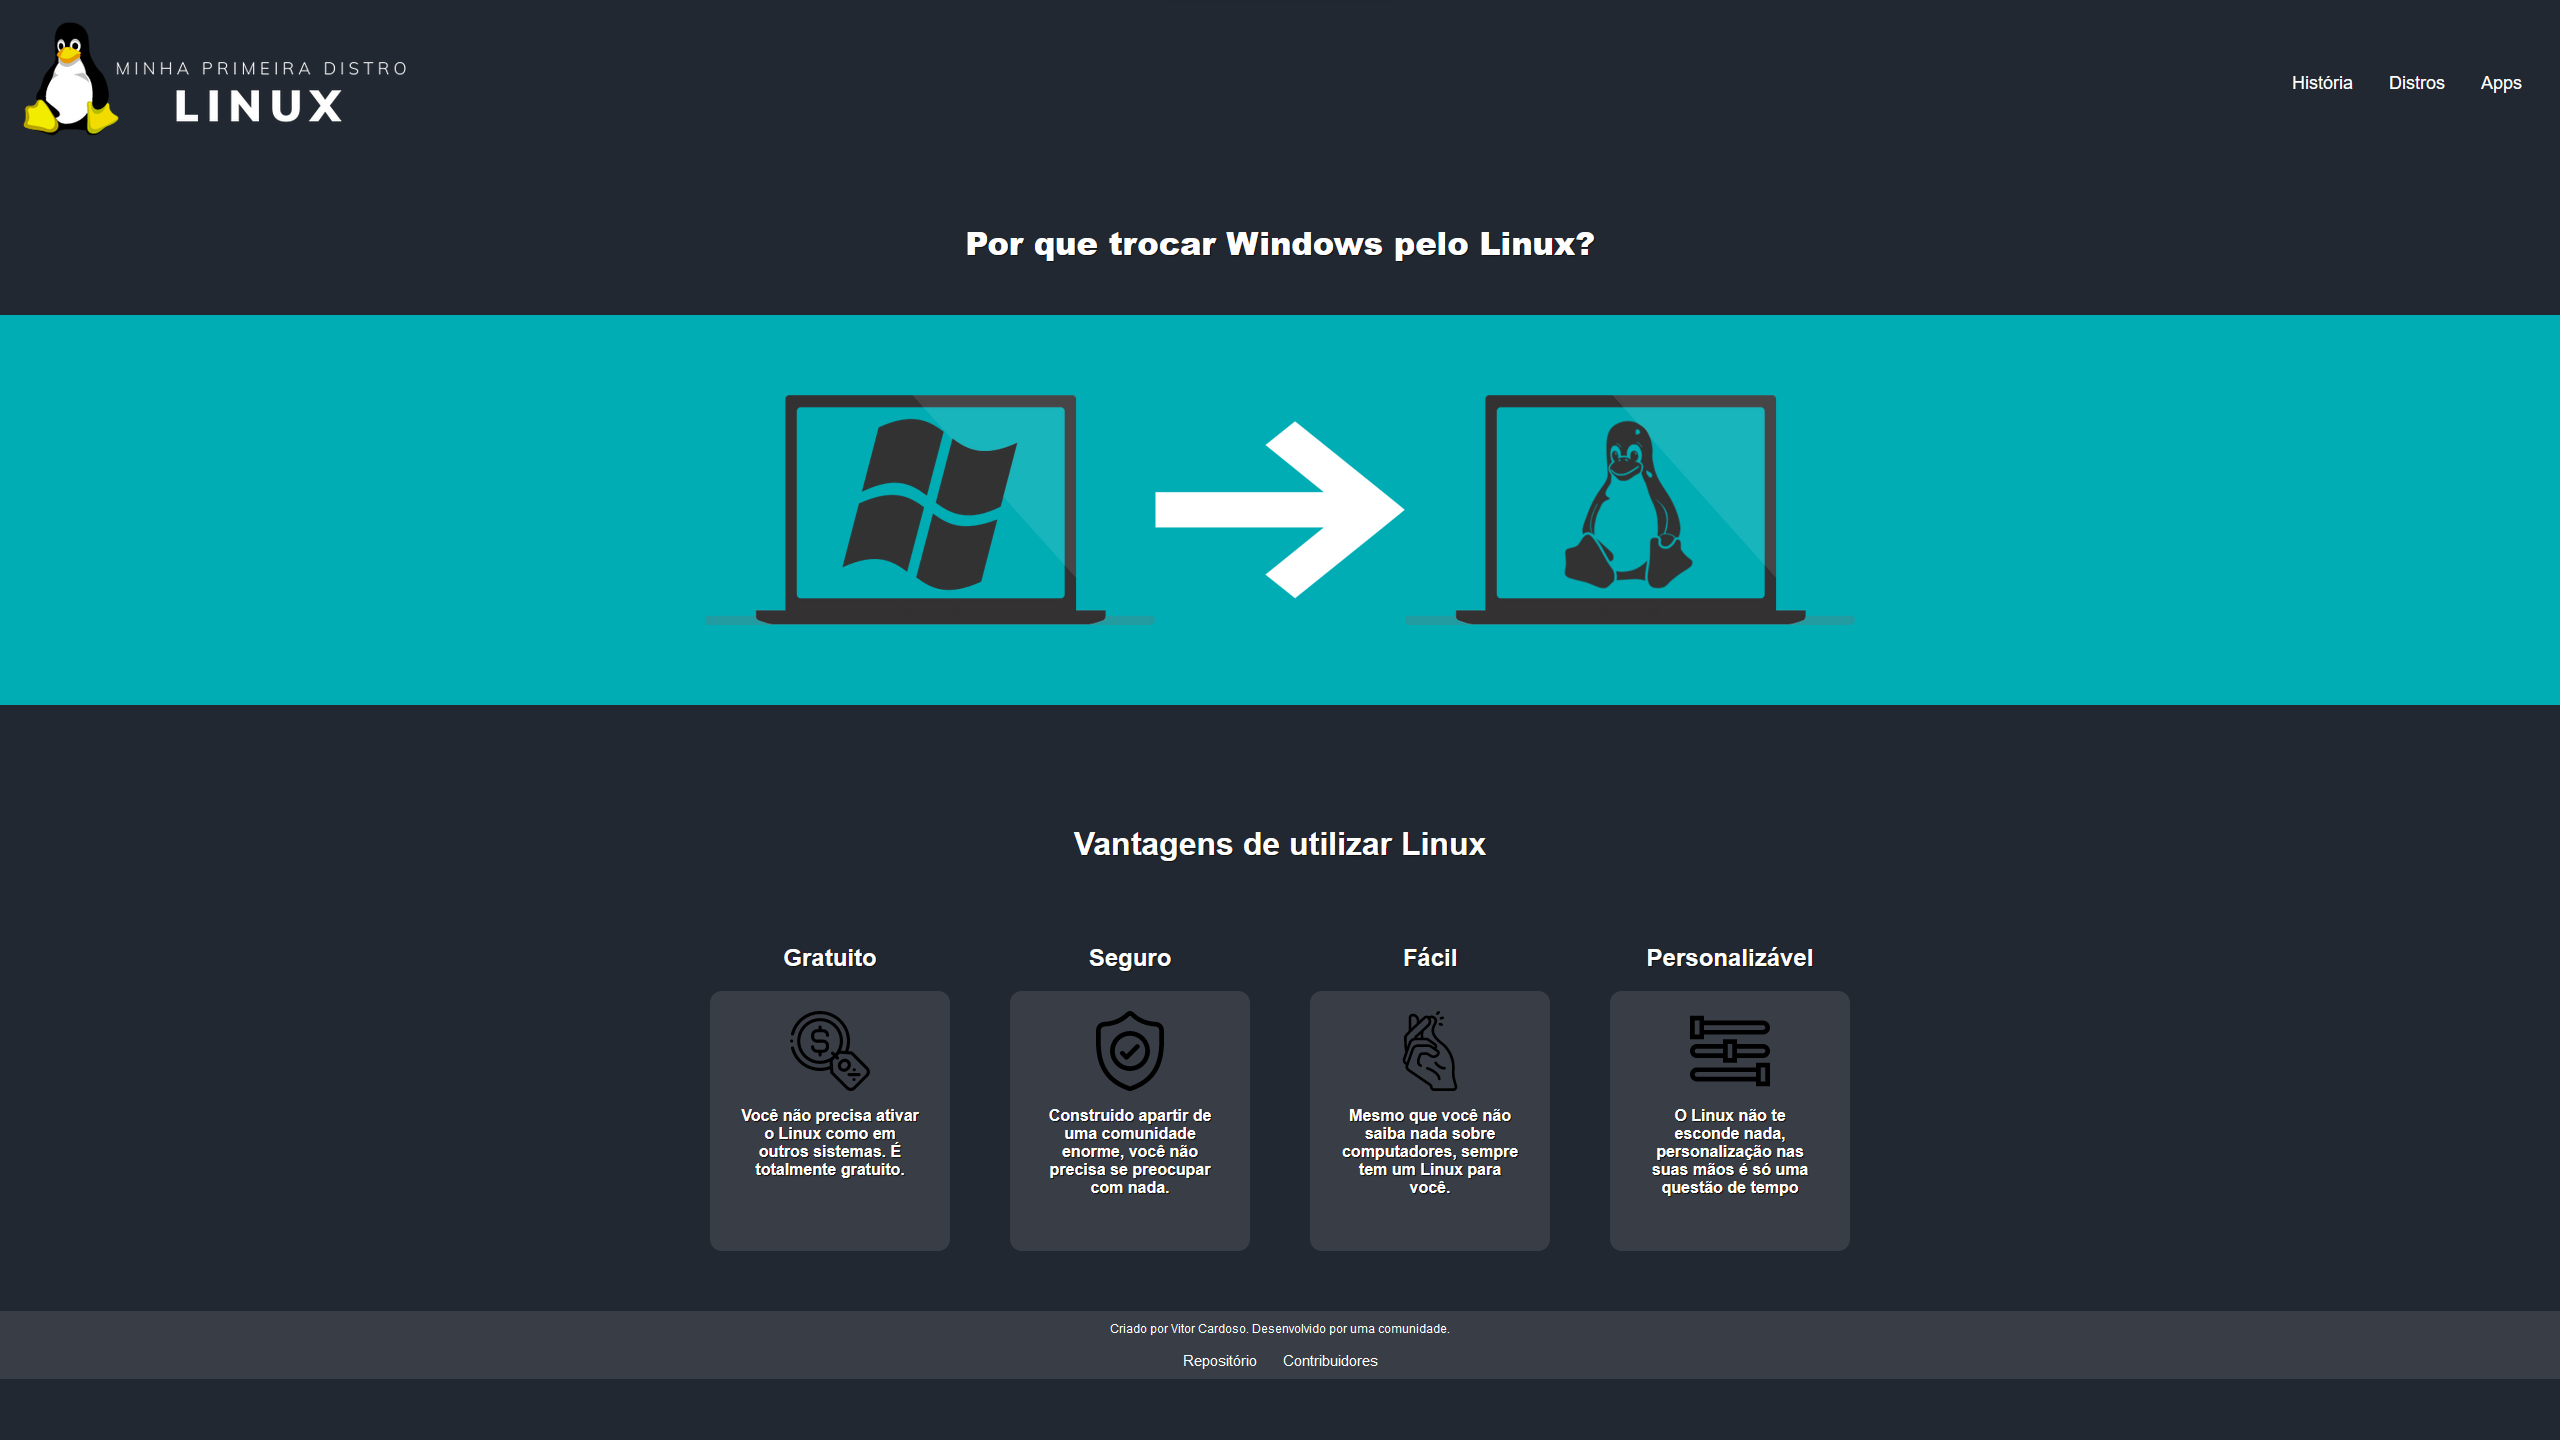 MINHA PRIMEIRA DISTRO
LINUX
História Distros Apps
Por que trocar Windows pelo Linux?
Vantagens de utilizar Linux
Gratuito
Você não precisa ativar
o Linux como em
outros sistemas. É
totalmente gratuito.
Seguro
Construido apartir de
uma comunidade
enorme, você não
precisa se preocupar
com nada.
Fácil
Mesmo que você não
saiba nada sobre
computadores, sempre
tem um Linux para
você.
Personalizável
O Linux não te
esconde nada,
personalização nas
suas mãos é só uma
questão de tempo
Criado por Vitor Cardoso. Desenvolvido por uma comunidade.
Repositório Contribuidores